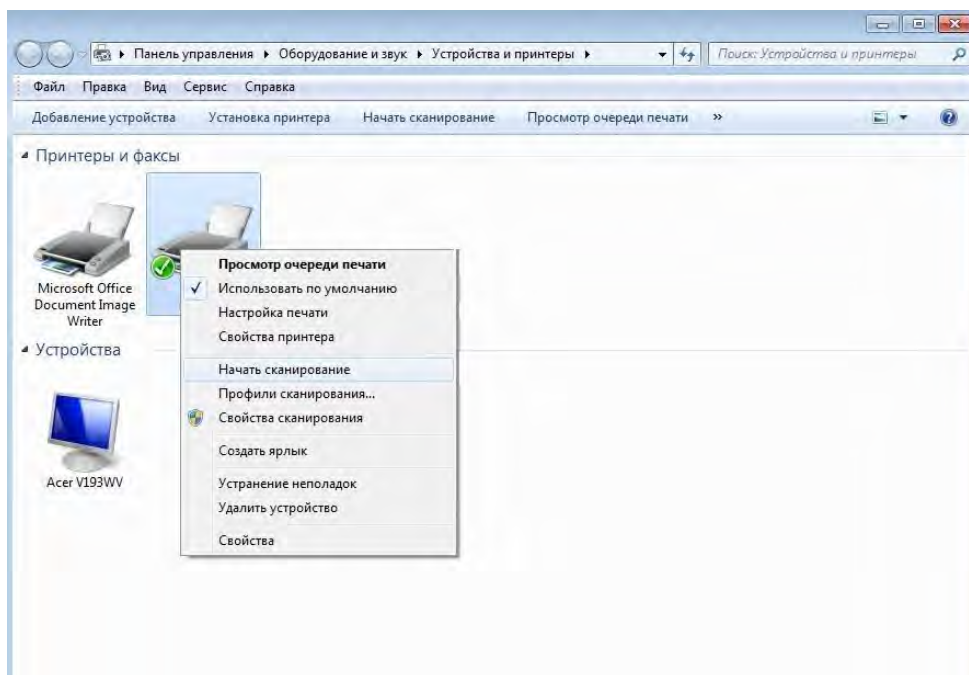 Панель управления Оборудование и звук Устройства и принтеры Поиск: Устройства и принтеры
Файл Правка Вид Сервис Справка
Добавление устройства Установка принтера Начать сканирование Просмотр очереди печати »
Принтеры и факсы
Microsoft Office
Document Image
Writer
Просмотр очереди печати
Использовать по умолчанию
Настройка печати
Свойства принтера
Начать сканирование
Профили сканирования...
Свойства сканирования
Создать ярлык
Устранение неполадок
Удалить устройство
Свойства
Устройства
Acer V193WV